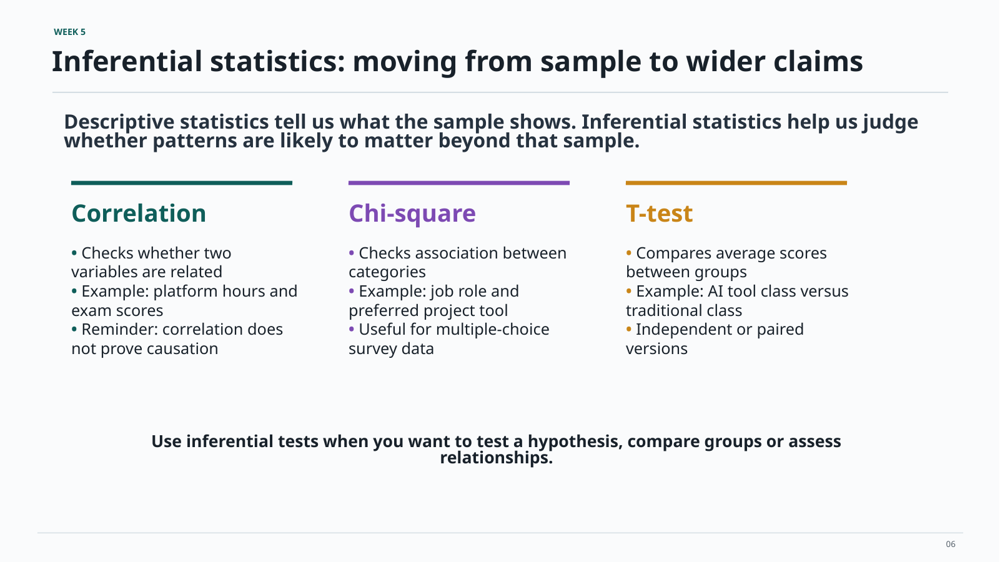 WEEK 5
Inferential statistics: moving from sample to wider claims
Descriptive statistics tell us what the sample shows. Inferential statistics help us judge
whether patterns are likely to matter beyond that sample.
Correlation
• Checks whether two
variables are related
• Example: platform hours and
exam scores
• Reminder: correlation does
not prove causation
Chi-square
• Checks association between
categories
• Example: job role and
preferred project tool
• Useful for multiple-choice
survey data
T-test
• Compares average scores
between groups
• Example: AI tool class versus
traditional class
• Independent or paired
versions
Use inferential tests when you want to test a hypothesis, compare groups or assess
relationships.
06